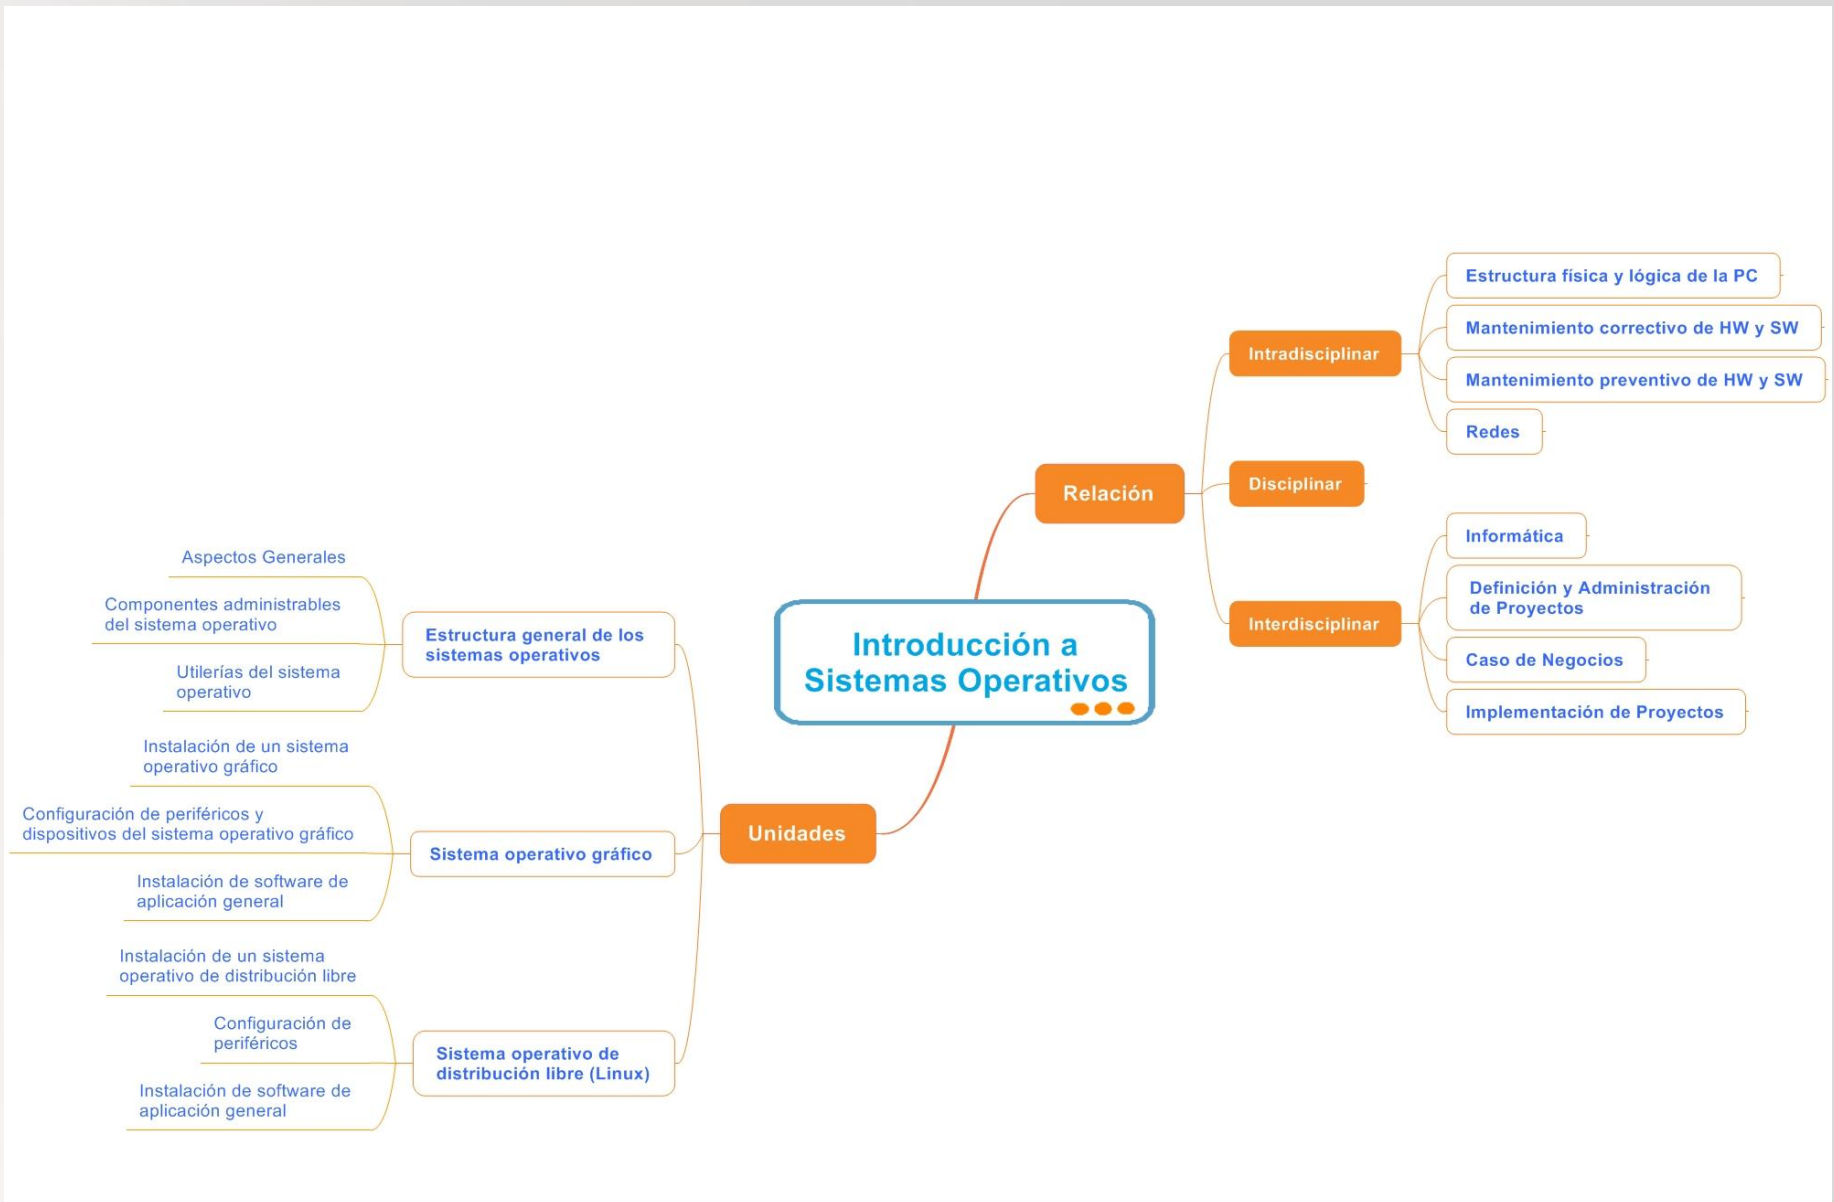 Introducción a
Sistemas Operativos
Relación
Intradisciplinar
Estructura física y lógica de la PC
Mantenimiento correctivo de HW y SW
Mantenimiento preventivo de HW y SW
Redes
Disciplinar
Interdisciplinar
Informática
Definición y Administración
de Proyectos
Caso de Negocios
Implementación de Proyectos
Unidades
Estructura general de los
sistemas operativos
Aspectos Generales
Componentes administrables
del sistema operativo
Utilerías del sistema
operativo
Sistema operativo gráfico
Instalación de un sistema
operativo gráfico
Configuración de periféricos y
dispositivos del sistema operativo gráfico
Instalación de software de
aplicación general
Sistema operativo de
distribución libre (Linux)
Instalación de un sistema
operativo de distribución libre
Configuración de
periféricos
Instalación de software de
aplicación general